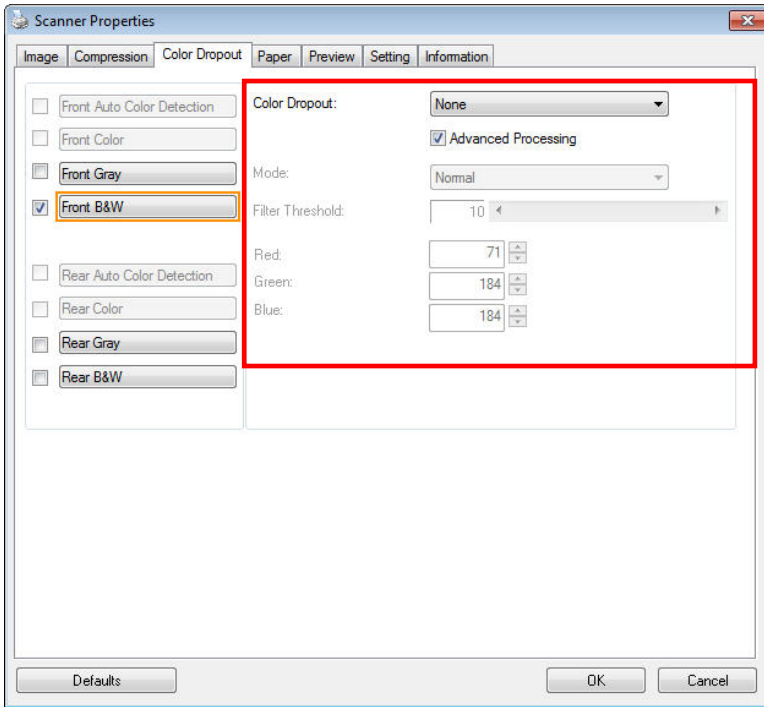 Scanner Properties
Image Compression Color Dropout Paper Preview Setting Information
Front Auto Color Detection
Front Color
Front Gray
Front B&W
Rear Auto Color Detection
Rear Color
Rear Gray
Rear B&W
Color Dropout: None
Advanced Processing
Mode: Normal
Filter Threshold: 10
Red: 71
Green: 184
Blue: 184
Defaults OK Cancel